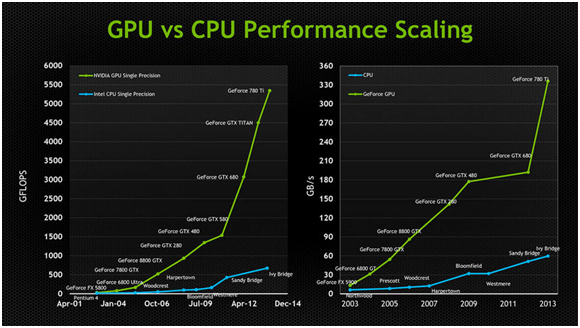 GPU vs CPU Performance Scaling
6000
5500
5000
4500
4000
3500
3000
2500
2000
1500
1000
500
0
GFLOPS
NVIDIA GPU Single Precision
Intel CPU Single Precision
GeForce 780 Ti
GeForce GTX TITAN
GeForce GTX 680
GeForce GTX 580
GeForce GTX 480
GeForce GTX 280
GeForce 8800 GTX
GeForce 7800 GTX
GeForce 6800 Ultra
GeForce FX 5800
Pentium 4
Woodcrest
Harpertown
Bloomfield
Westmere
Sandy Bridge
Ivy Bridge
Apr-01 Jan-04 Oct-06 Jul-09 Apr-12 Dec-14
360
330
300
270
240
210
180
150
120
90
60
30
0
GB/s
CPU
GeForce GPU
GeForce 780 Ti
GeForce GTX 680
GeForce GTX 480
GeForce GTX 280
GeForce 8800 GTX
GeForce 7800 GTX
GeForce 6800 GT
GeForce FX 5900
Northwood
Prescott
Woodcrest
Harpertown
Bloomfield
Westmere
Sandy Bridge
Ivy Bridge
2003 2005 2007 2009 2011 2013